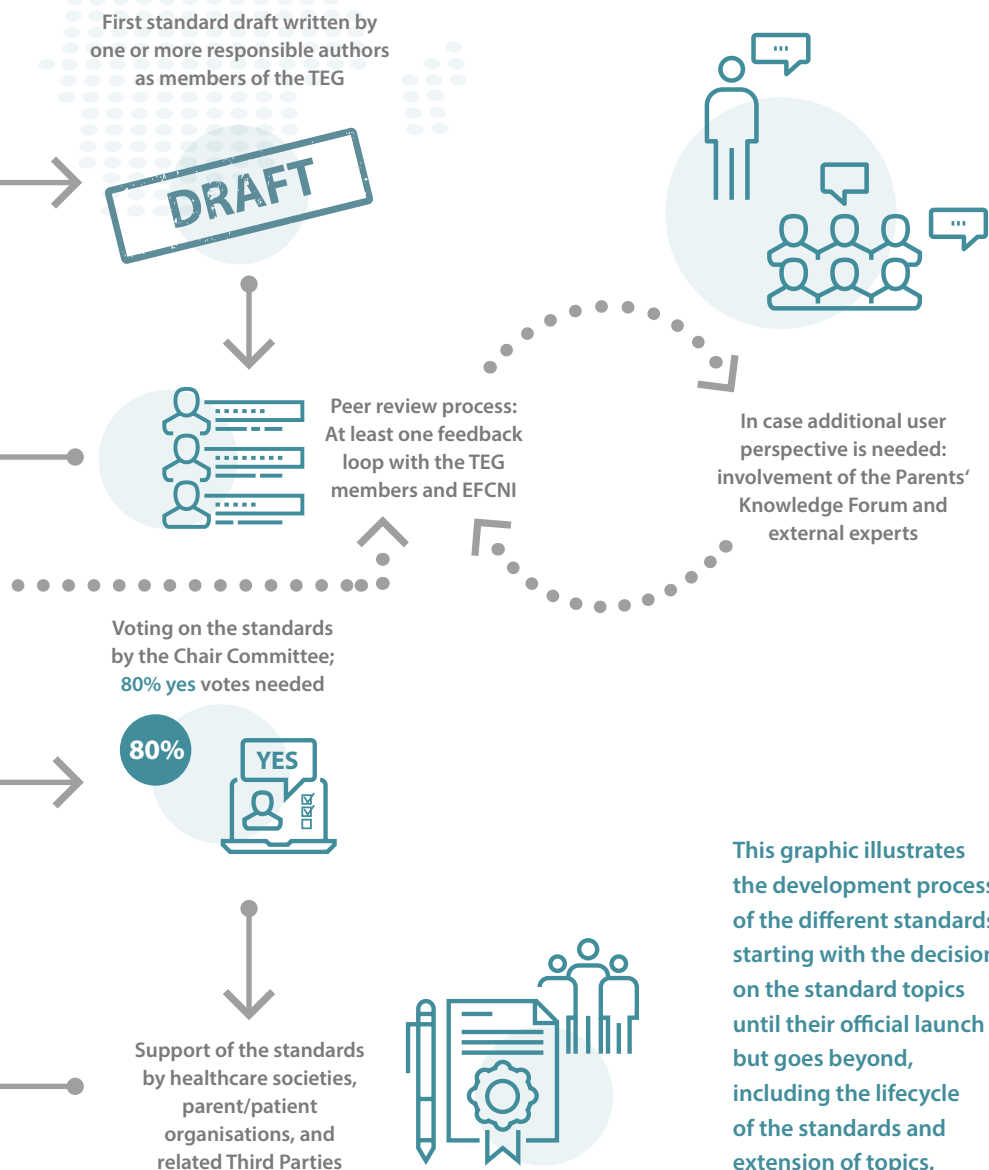 First standard draft written by
one or more responsible authors
as members of the TEG
DRAFT
...
...
Peer review process:
At least one feedback
loop with the TEG
members and EFCNI
In case additional user
perspective is needed:
involvement of the Parents‘
Knowledge Forum and
external experts
Voting on the standards
by the Chair Committee;
80% yes votes needed
80%
YES
Support of the standards
by healthcare societies,
parent/patient
organisations, and
related Third Parties
This graphic illustrates
the development process
of the different standards
starting with the decision
on the standard topics
until their official launch
but goes beyond,
including the lifecycle
of the standards and
extension of topics.